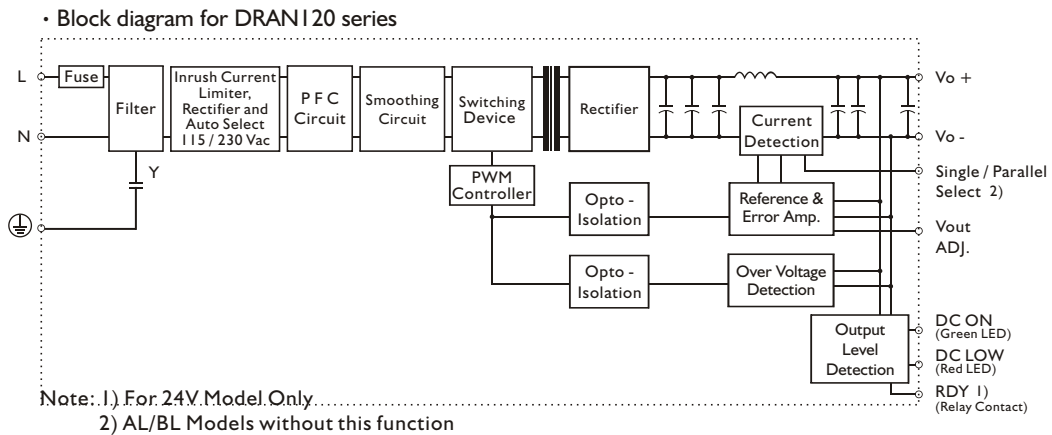 · Block diagram for DRAN120 series
L
Fuse
N
Filter
Y
Inrush Current
Limiter,
Rectifier and
Auto Select
115 / 230 Vac
P F C
Circuit
Smoothing
Circuit
Switching
Device
PWM
Controller
Rectifier
Current
Detection
Opto -
Isolation
Reference &
Error Amp.
Opto -
Isolation
Over Voltage
Detection
Output
Level
Detection
Vo +
Vo -
Single / Parallel
Select 2)
Vout
ADJ.
DC ON
(Green LED)
DC LOW
(Red LED)
RDY 1)
(Relay Contact)
Note: 1) For 24V Model Only
2) AL/BL Models without this function